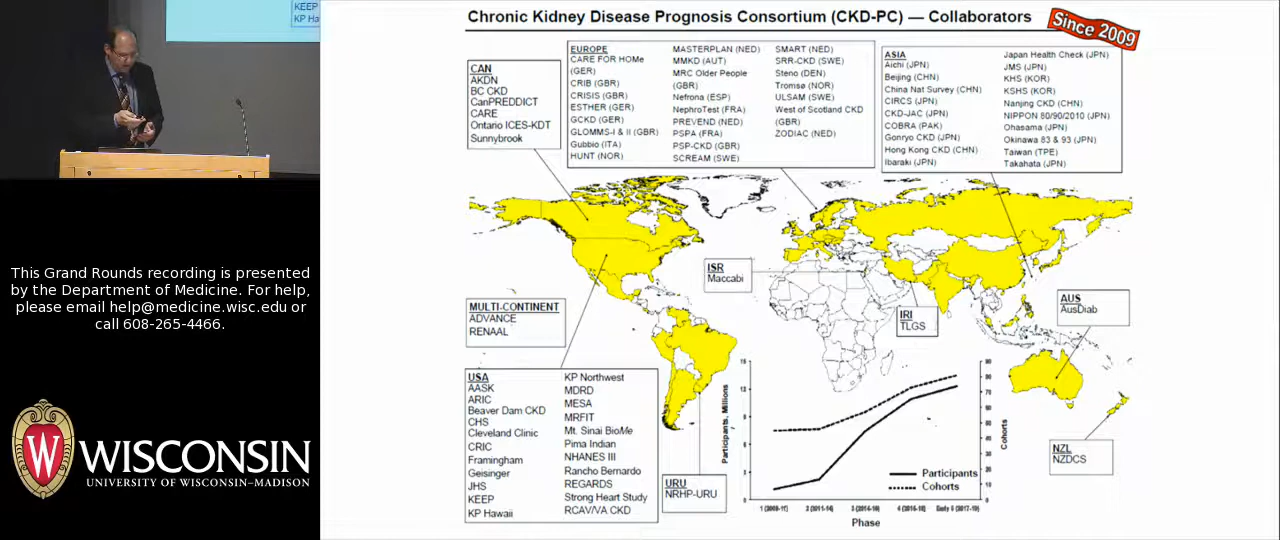 KEEP
KP Ha
This Grand Rounds recording is presented
by the Department of Medicine. For help,
please email help@medicine.wisc.edu or
call 608-265-4466.
W
WISCONSIN
UNIVERSITY OF WISCONSIN–MADISON
Chronic Kidney Disease Prognosis Consortium (CKD-PC) — Collaborators
Since 2009
CAN
AKDN
BC CKD
CanPREDDICT
CARE
Ontario ICES-KDT
Sunnybrook
EUROPE
CARE FOR HOMe
(GER)
CRIB (GBR)
CRISIS (GBR)
ESTHER (GER)
GCKD (GER)
GLOMMS-I & II (GBR)
Gubbio (ITA)
HUNT (NOR)
MASTERPLAN (NED)
MMKD (AUT)
MRC Older People
(GBR)
Nefrona (ESP)
NephroTest (FRA)
PREVEND (NED)
PSPA (FRA)
PSP-CKD (GBR)
SCREAM (SWE)
SMART (NED)
SRR-CKD (SWE)
Steno (DEN)
Tromsø (NOR)
ULSAM (SWE)
West of Scotland CKD
(GBR)
ZODIAC (NED)
ASIA
Aichi (JPN)
Beijing (CHN)
China Nat Survey (CHN)
CIRCS (JPN)
CKD-JAC (JPN)
COBRA (PAK)
Gonryo CKD (JPN)
Hong Kong CKD (CHN)
Ibaraki (JPN)
Japan Health Check (JPN)
JMS (JPN)
KHS (KOR)
KSHS (KOR)
Nanjing CKD (CHN)
NIPPON 80/90/2010 (JPN)
Ohasama (JPN)
Okinawa 83 & 93 (JPN)
Taiwan (TPE)
Takahata (JPN)
ISR
Maccabi
MULTI-CONTINENT
ADVANCE
RENAAL
IRI
TLGS
AUS
AusDiab
USA
AASK
ARIC
Beaver Dam CKD
CHS
Cleveland Clinic
CRIC
Framingham
Geisinger
JHS
KEEP
KP Hawaii
KP Northwest
MDRD
MESA
MRFIT
Mt. Sinai BioMe
Pima Indian
NHANES III
Rancho Bernardo
REGARDS
Strong Heart Study
RCAV/VA CKD
URU
NRHP-URU
NZL
NZDCS
Participants, Millions
Cohorts
Participants
Cohorts
Phase